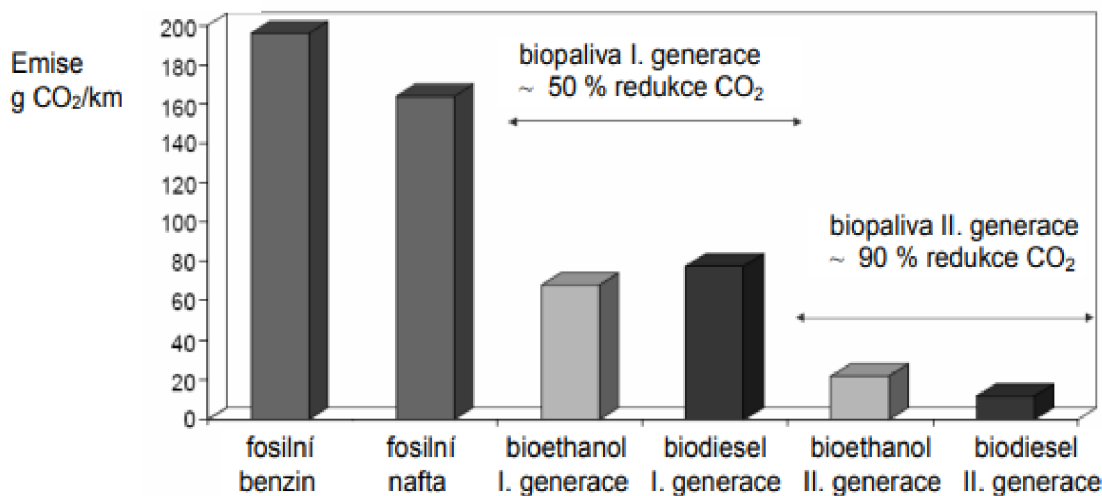 Emise
g CO₂/km
200
180
160
140
120
100
80
60
40
20
0
biopaliva I. generace
~ 50 % redukce CO₂
biopaliva II. generace
~ 90 % redukce CO₂
fosilní
benzin
fosilní
nafta
bioethanol
I. generace
biodiesel
I. generace
bioethanol
II. generace
biodiesel
II. generace